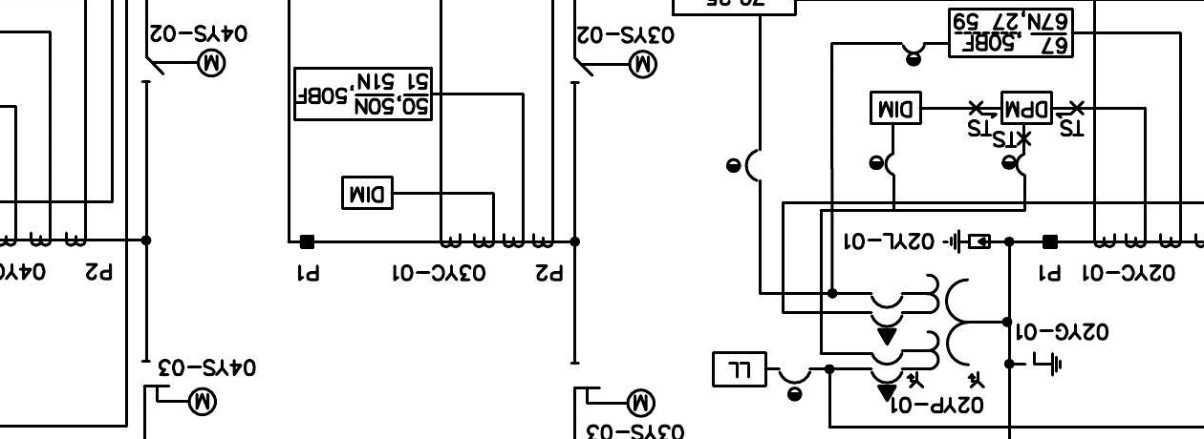 03YS-03
02YP-01
M
M
LL
04YS-03
02YG-01
02YC-01
P1
P2
03YC-01
P1
P2
02YL-01
DIM
TS
TS
TS
DPM
DIM
50,50N
51 51N,50BF
67 ,50BF
67N,27 59
M
M
03YS-02
04YS-02